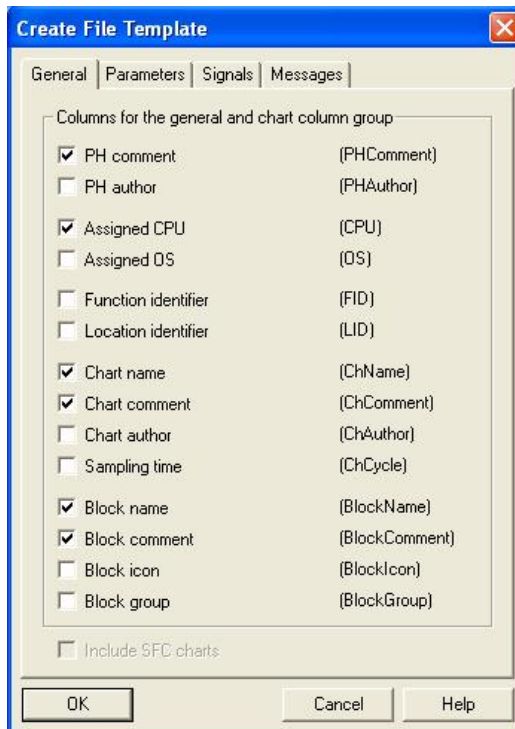 Create File Template
General Parameters Signals Messages
Columns for the general and chart column group
PH comment (PHComment)
PH author (PHAuthor)
Assigned CPU (CPU)
Assigned OS (OS)
Function identifier (FID)
Location identifier (LID)
Chart name (ChName)
Chart comment (ChComment)
Chart author (ChAuthor)
Sampling time (ChCycle)
Block name (BlockName)
Block comment (BlockComment)
Block icon (BlockIcon)
Block group (BlockGroup)
Include SFC charts
OK Cancel Help